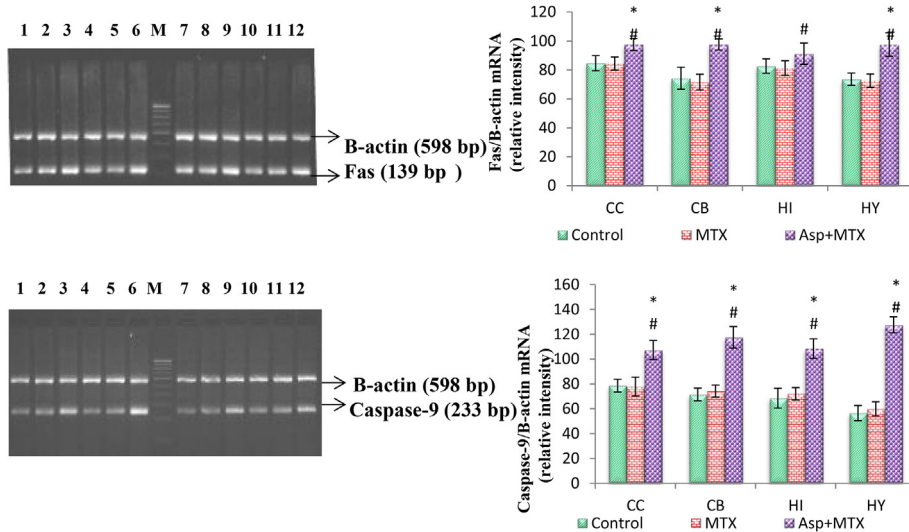 1 2 3 4 5 6 M 7 8 9 10 11 12
B-actin (598 bp)
Fas (139 bp )
Fas/B-actin mRNA
(relative intensity)
120
100
80
60
40
20
0
* * *
# # # #
CC CB HI HY
Control MTX Asp+MTX
1 2 3 4 5 6 M 7 8 9 10 11 12
B-actin (598 bp)
Caspase-9 (233 bp)
Caspase-9/B-actin mRNA
(relative intensity)
160
140
120
100
80
60
40
20
0
* * * *
# # # #
CC CB HI HY
Control MTX Asp+MTX